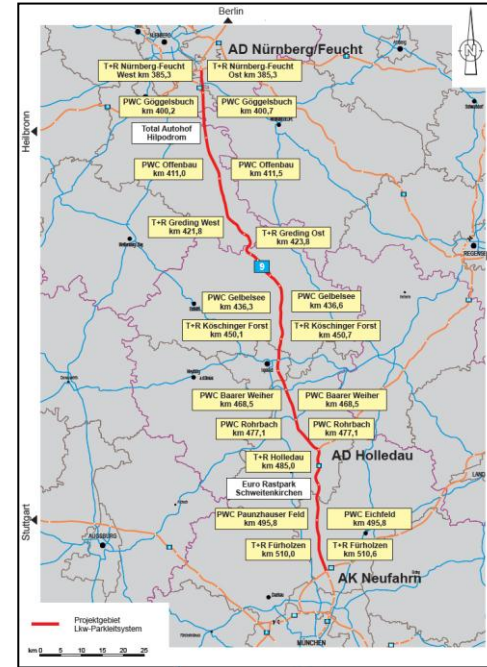 Berlin
AD Nürnberg/Feucht
N
NÜRNBERG
T+R Nürnberg-Feucht
West km 385,3
T+R Nürnberg-Feucht
Ost km 385,3
PWC Göggelsbuch
km 400,2
PWC Göggelsbuch
km 400,7
Heilbronn
Total Autohof
Hilpodrom
PWC Offenbau
km 411,0
PWC Offenbau
km 411,5
T+R Greding West
km 421,8
T+R Greding Ost
km 423,8
REGENS
9
PWC Gelbelsee
km 436,3
PWC Gelbelsee
km 436,6
T+R Köschinger Forst
km 450,1
T+R Köschinger Forst
km 450,7
PWC Baarer Weiher
km 468,5
PWC Baarer Weiher
km 468,5
PWC Rohrbach
km 477,1
PWC Rohrbach
km 477,1
AD Holledau
T+R Holledau
km 485,0
LAND
Euro Rastpark
Schweitenkirchen
Stuttgart
PWC Paunzhauser Feld
km 495,8
PWC Eichfeld
km 495,8
AUGSBURG
T+R Fürholzen
km 510,0
T+R Fürholzen
km 510,6
AK Neufahrn
Projektgebiet
Lkw-Parkleitsystem
MÜNCHEN
km 0 5 10 15 20 25